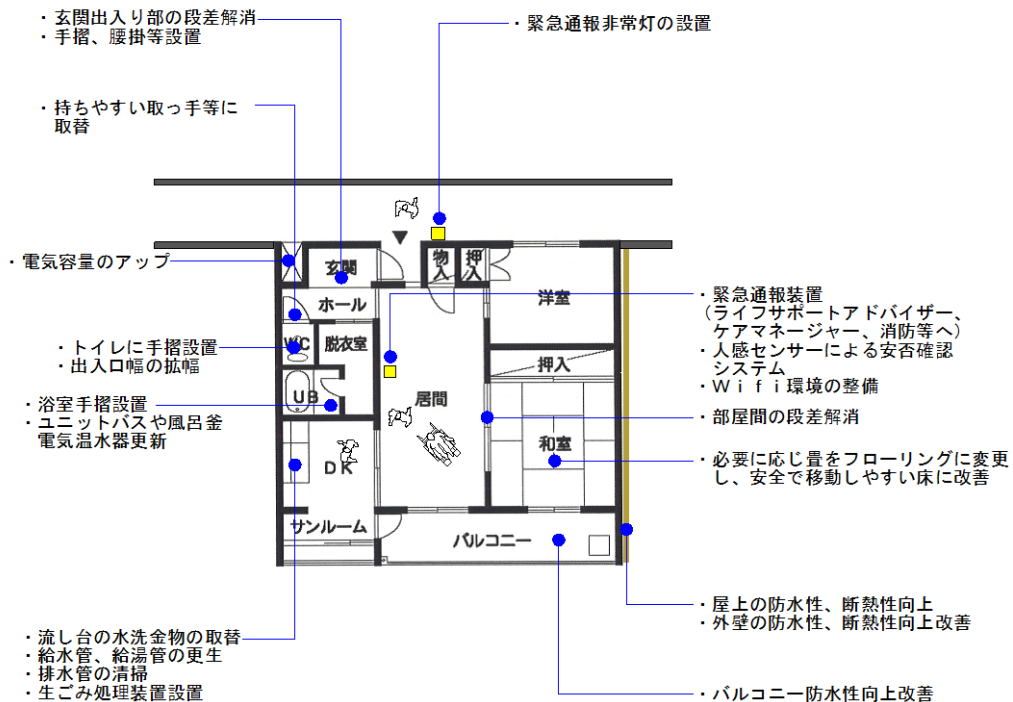 ・玄関出入り部の段差解消
・手摺、腰掛等設置
・緊急通報非常灯の設置
・持ちやすい取っ手等に
取替
・電気容量のアップ
玄関
物入
押入
ホール
洋室
・緊急通報装置
（ライフサポートアドバイザー、
ケアマネージャー、消防等へ）
・人感センサーによる安否確認
システム
・Ｗｉｆｉ環境の整備
・トイレに手摺設置
・出入口幅の拡幅
WC
脱衣室
押入
・浴室手摺設置
・ユニットバスや風呂釜
電気温水器更新
UB
居間
・部屋間の段差解消
和室
DK
・必要に応じ畳をフローリングに変更
し、安全で移動しやすい床に改善
サンルーム
バルコニー
・屋上の防水性、断熱性向上
・外壁の防水性、断熱性向上改善
・流し台の水洗金物の取替
・給水管、給湯管の更生
・排水管の清掃
・生ごみ処理装置設置
・バルコニー防水性向上改善